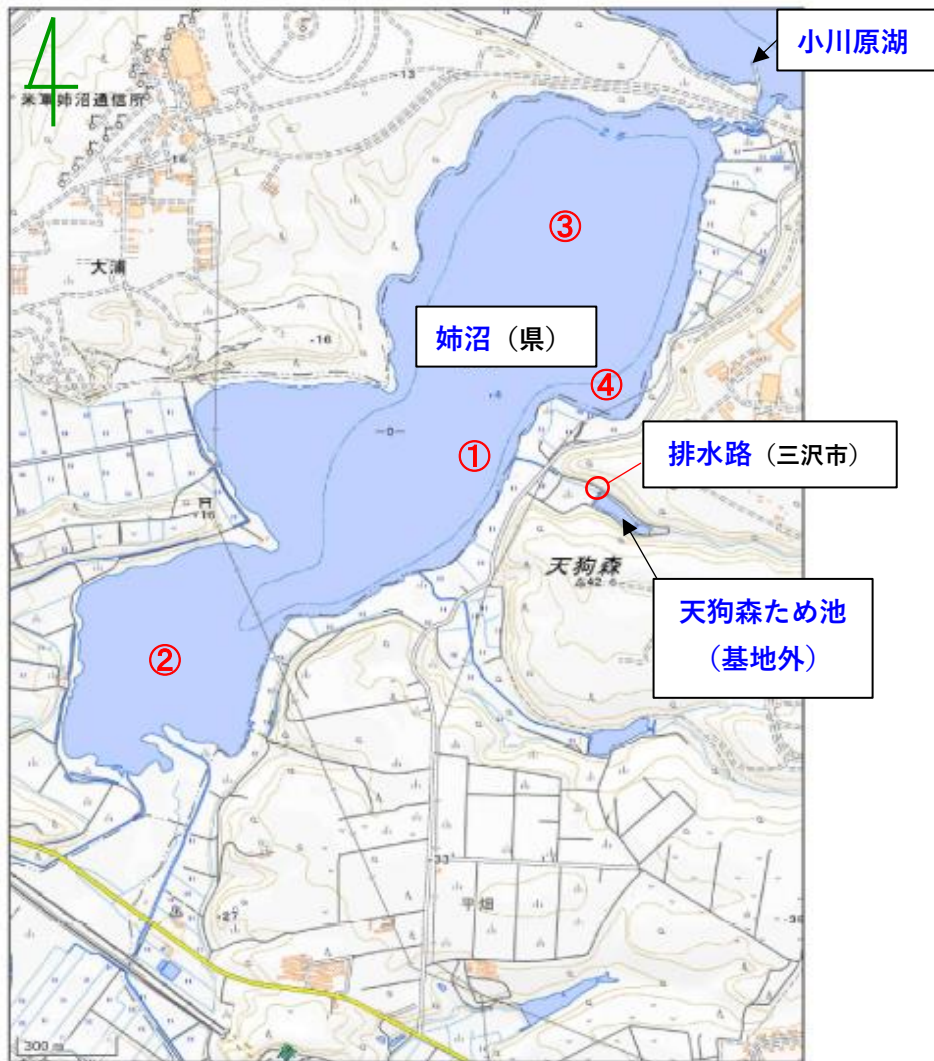 小川原湖
-13
米軍姉沼通信所
③
大浦
姉沼（県）
16
④
①
-0-
排水路（三沢市）
天狗森
42.6
天狗森ため池
（基地外）
②
33
平畑
27
300 m